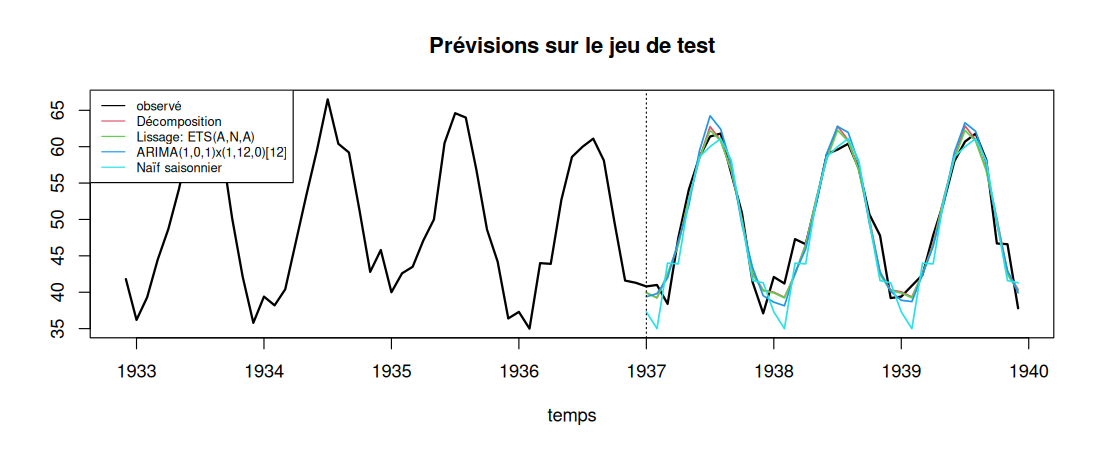 Prévisions sur le jeu de test
observé
Décomposition
Lissage: ETS(A,N,A)
ARIMA(1,0,1)x(1,12,0)[12]
Naïf saisonnier
65
60
55
50
45
40
35
1933 1934 1935 1936 1937 1938 1939 1940
temps